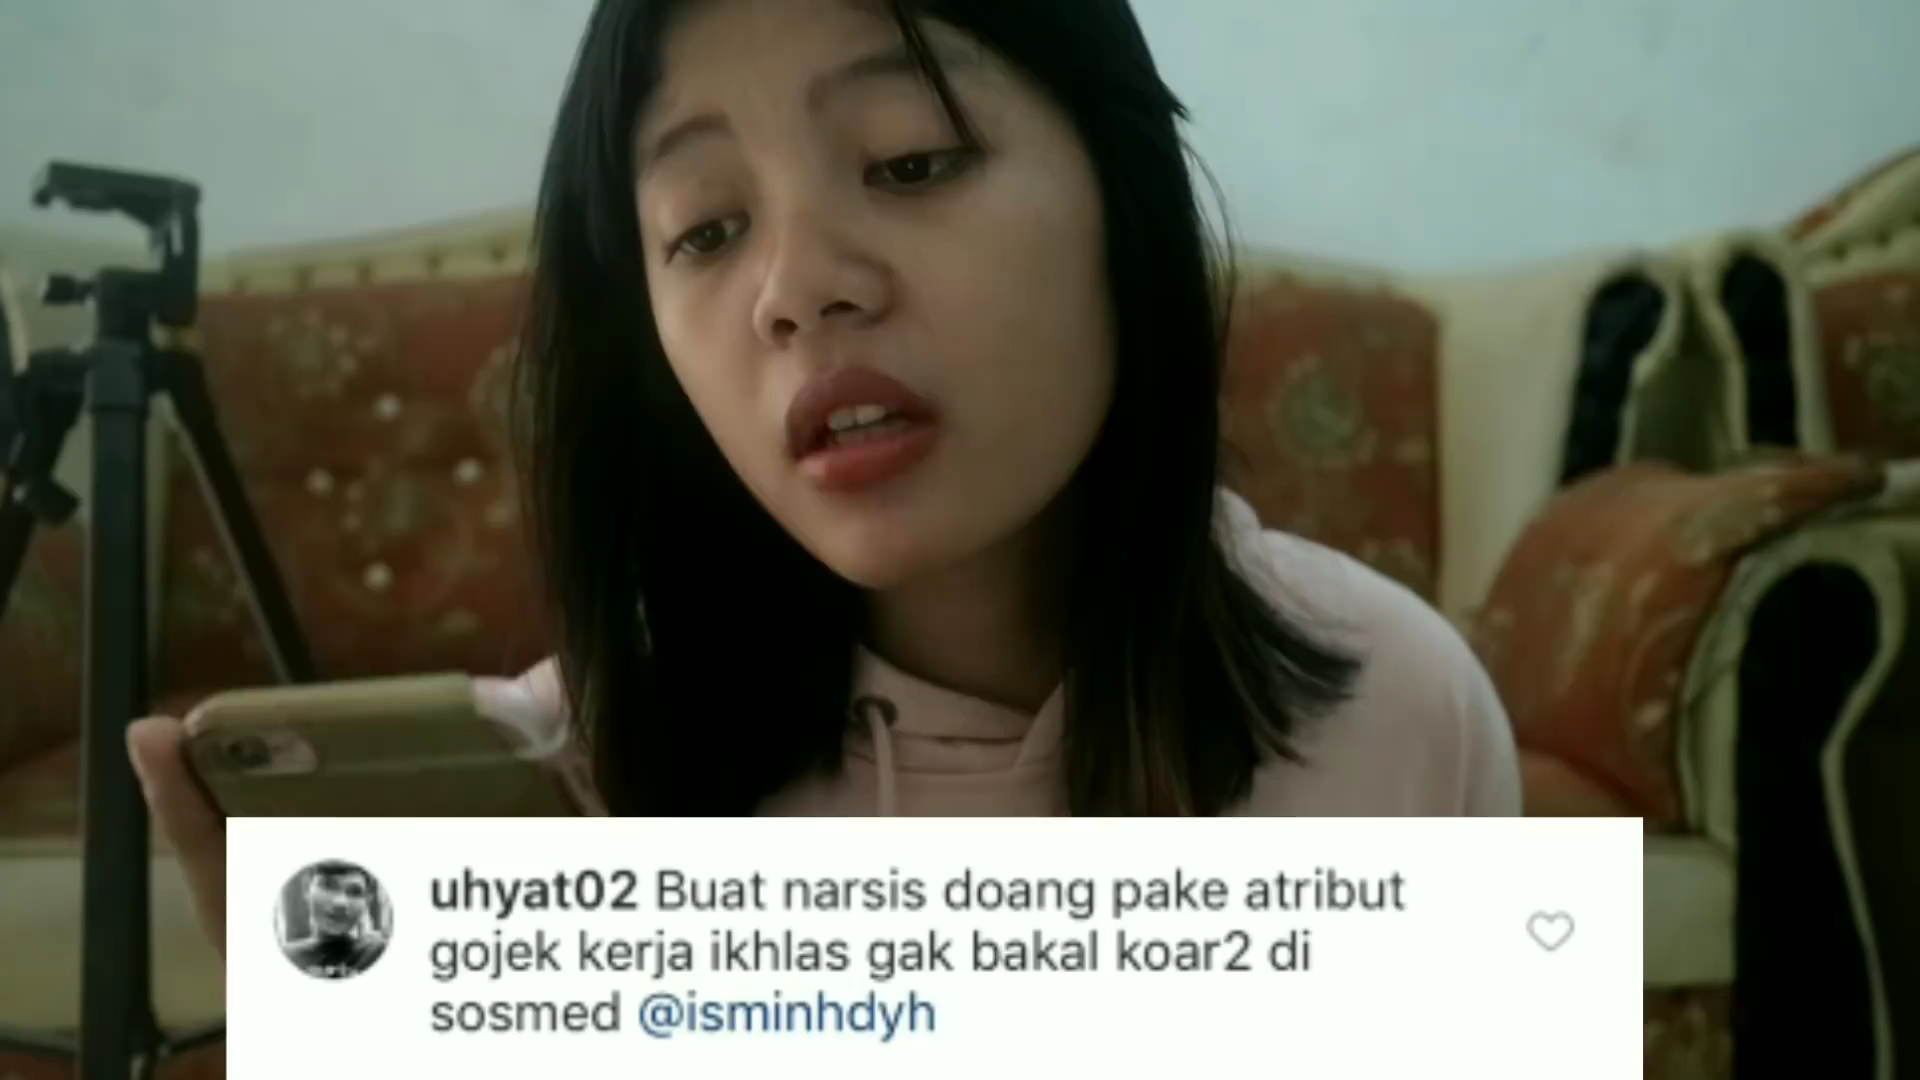 uhyat02 Buat narsis doang pake atribut
gojek kerja ikhlas gak bakal koar2 di
sosmed @isminhdyh